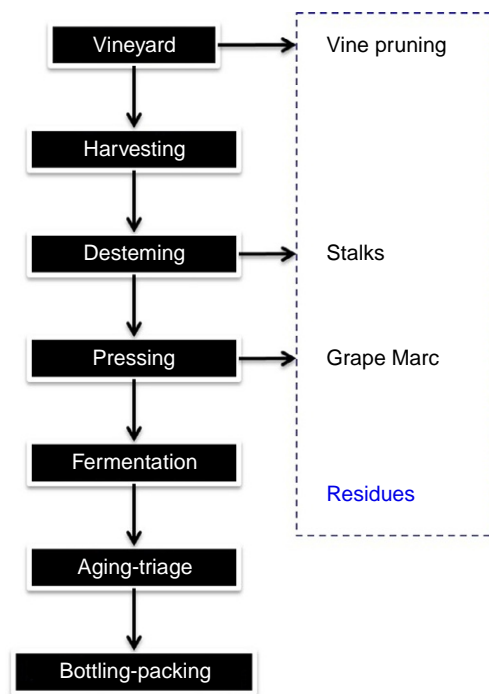 Vineyard
Vine pruning
Harvesting
Desteming
Stalks
Pressing
Grape Marc
Fermentation
Residues
Aging-triage
Bottling-packing